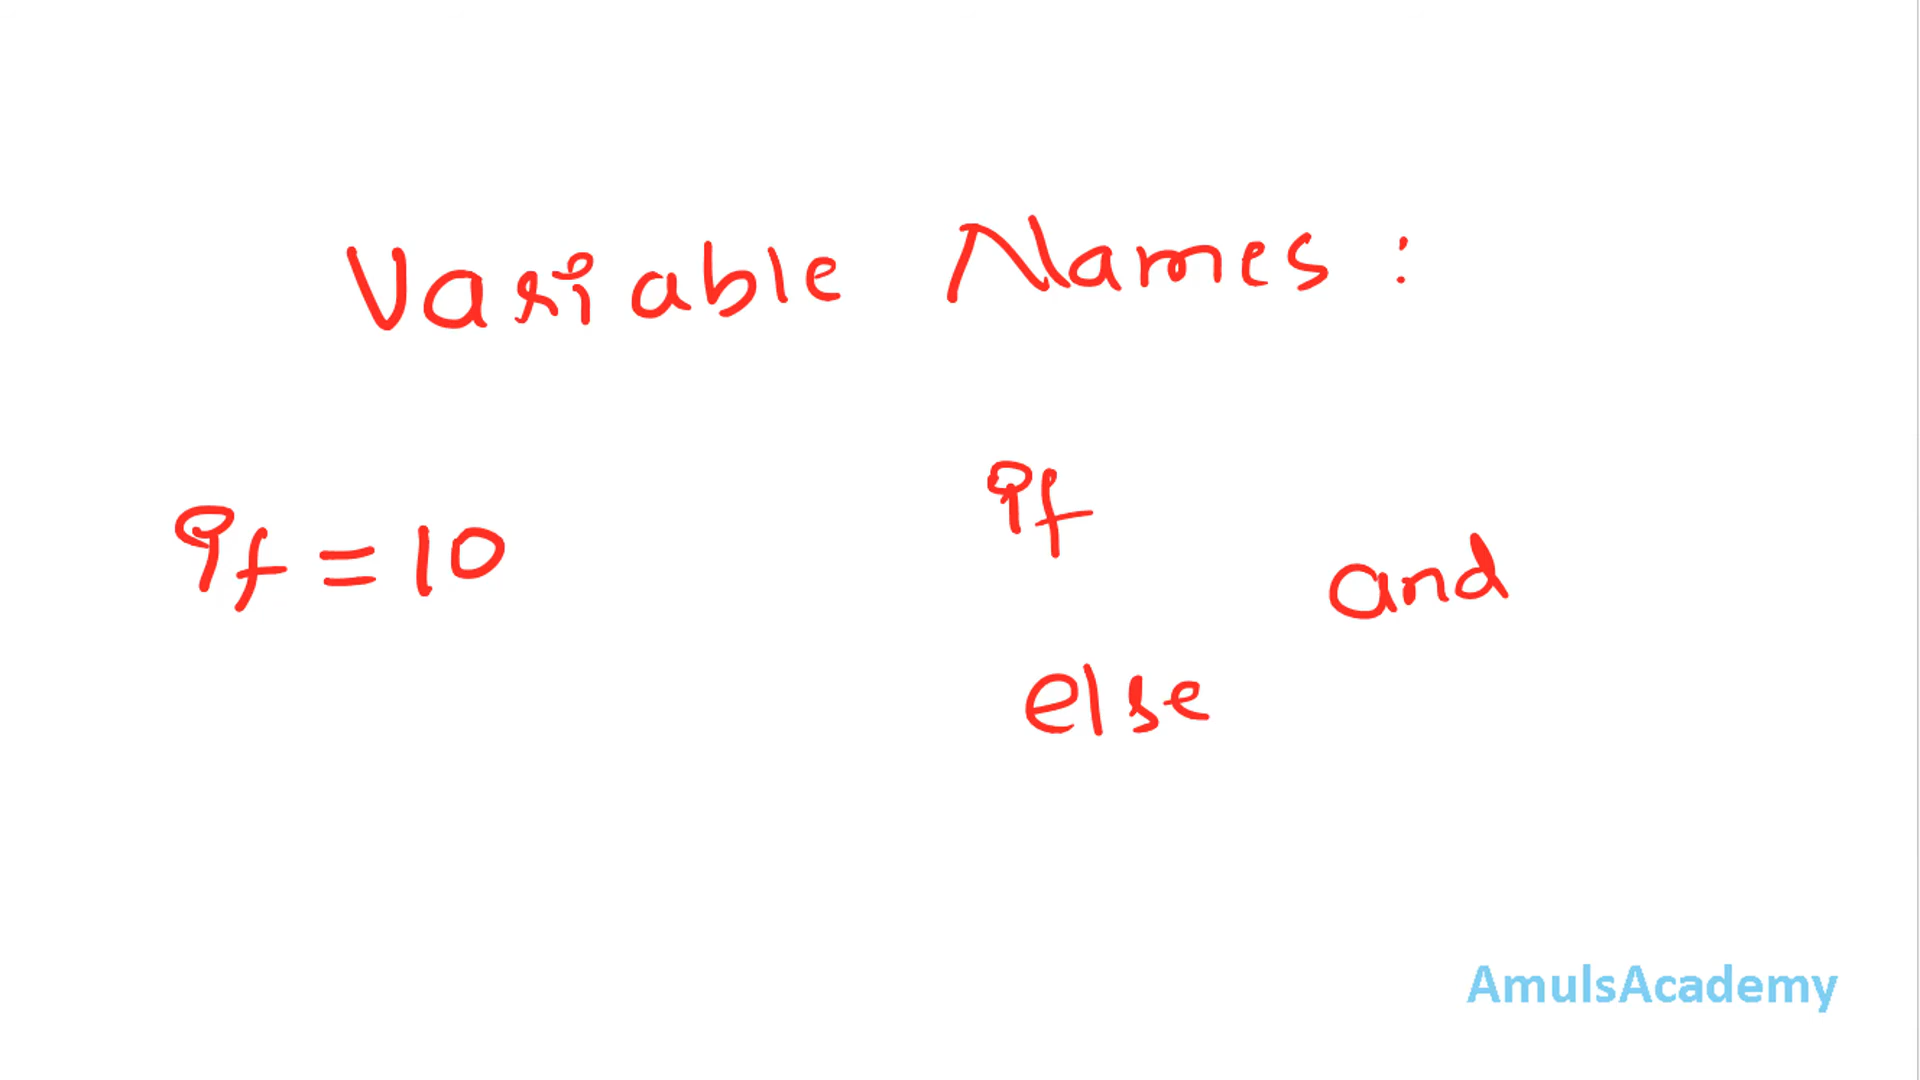 Variable Names :
if = 10
if
and
else
AmulsAcademy